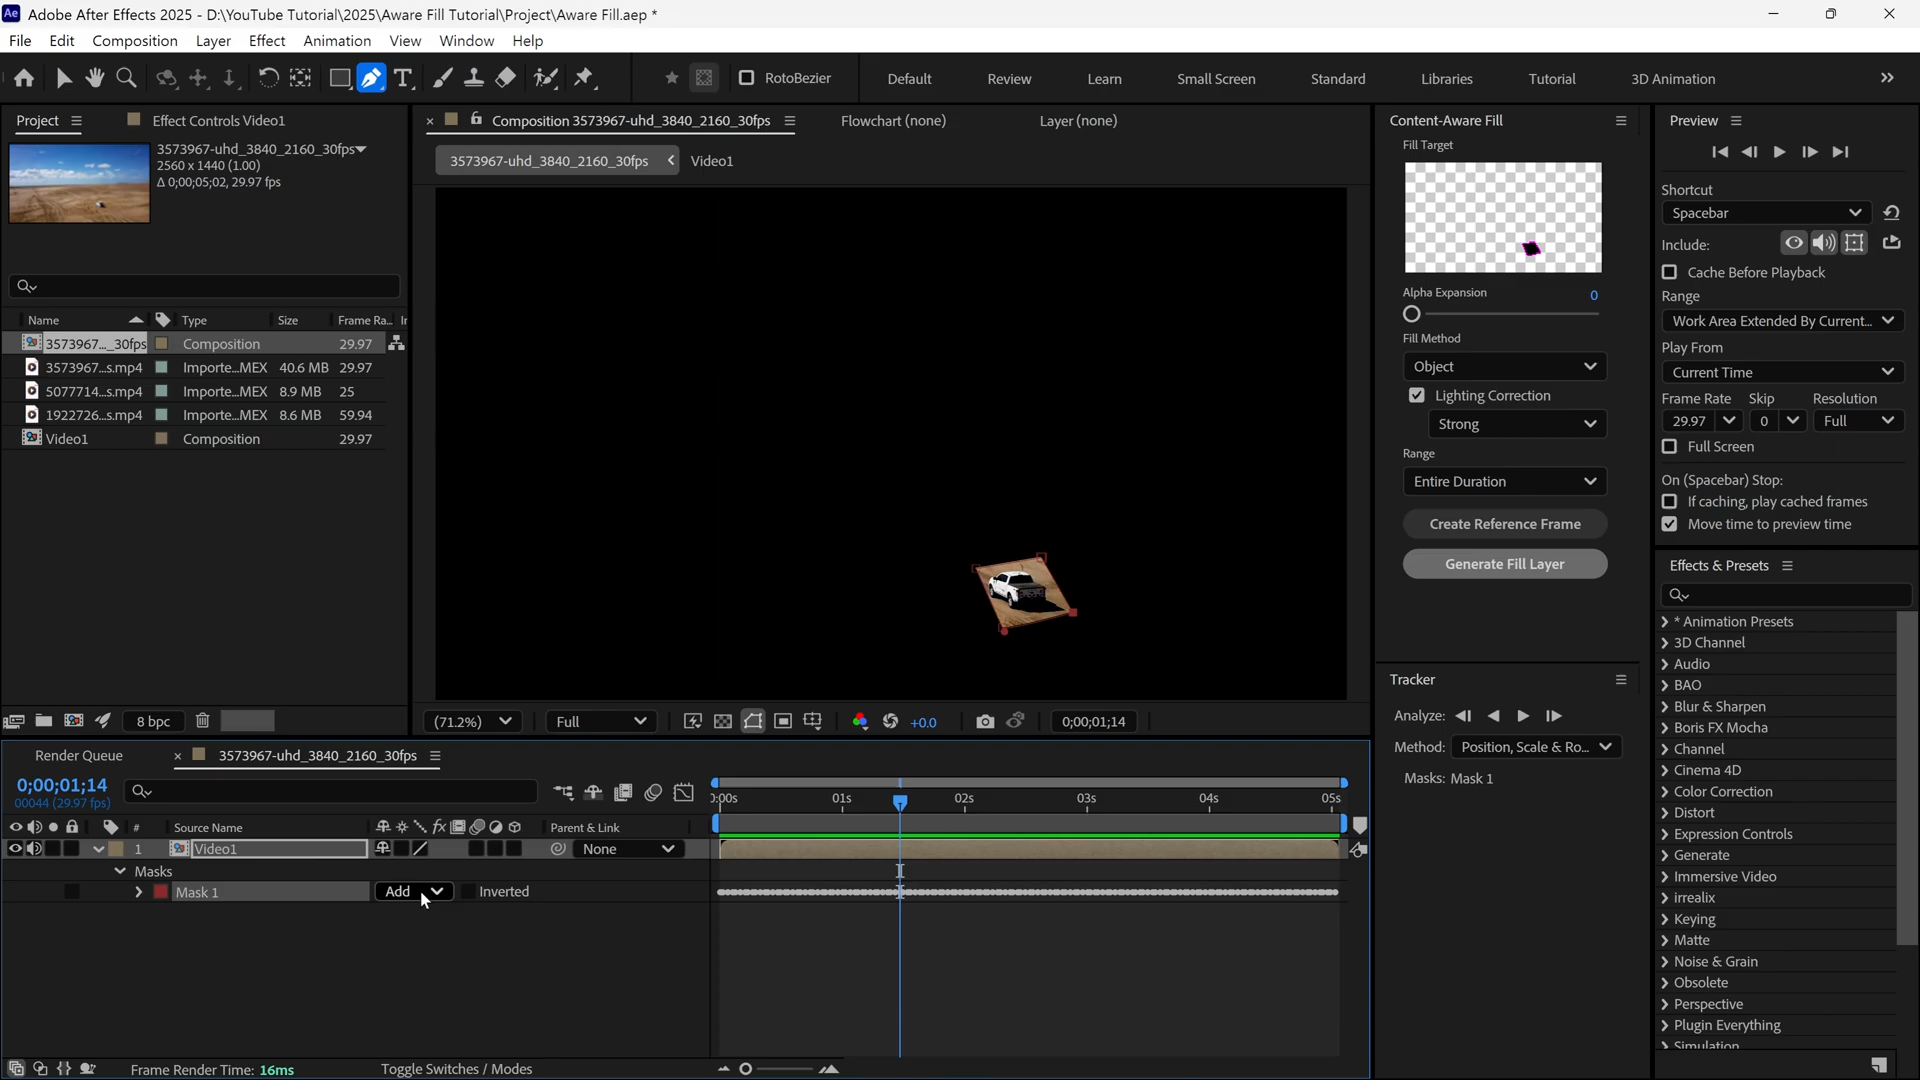 Adobe After Effects 2025 - D:\YouTube Tutorial\2025\Aware Fill Tutorial\Project\Aware Fill.aep *
File Edit Composition Layer Effect Animation View Window Help
RotoBezier Default Review Learn Small Screen Standard Libraries Tutorial 3D Animation
Project
Effect Controls Video1
3573967-uhd_3840_2160_30fps
2560 x 1440 (1.00)
Δ 0;00;05;02, 29.97 fps
Name Type Size Frame Ra...
3573967..._30fps Composition 29.97
3573967...s.mp4 Importe...MEX 40.6 MB 29.97
5077714...s.mp4 Importe...MEX 8.9 MB 25
1922726...s.mp4 Importe...MEX 8.6 MB 59.94
Video1 Composition 29.97
8 bpc
Composition 3573967-uhd_3840_2160_30fps
Flowchart (none)
Layer (none)
3573967-uhd_3840_2160_30fps Video1
(71.2%) Full +0.0 0;00;01;14
Content-Aware Fill
Fill Target
Alpha Expansion 0
Fill Method
Object
Lighting Correction
Strong
Range
Entire Duration
Create Reference Frame
Generate Fill Layer
Tracker
Analyze:
Method: Position, Scale & Ro...
Masks: Mask 1
Preview
Shortcut
Spacebar
Include:
Cache Before Playback
Range
Work Area Extended By Current...
Play From
Current Time
Frame Rate Skip Resolution
29.97 0 Full
Full Screen
On (Spacebar) Stop:
If caching, play cached frames
Move time to preview time
Effects & Presets
* Animation Presets
3D Channel
Audio
BAO
Blur & Sharpen
Boris FX Mocha
Channel
Cinema 4D
Color Correction
Distort
Expression Controls
Generate
Immersive Video
irrealix
Keying
Matte
Noise & Grain
Obsolete
Perspective
Plugin Everything
Simulation
Render Queue
3573967-uhd_3840_2160_30fps
0;00;01;14
00044 (29.97 fps)
0:00s 01s 02s 03s 04s 05s
# Source Name Parent & Link
1 Video1 None
Masks
Mask 1 Add Inverted
Frame Render Time: 16ms
Toggle Switches / Modes